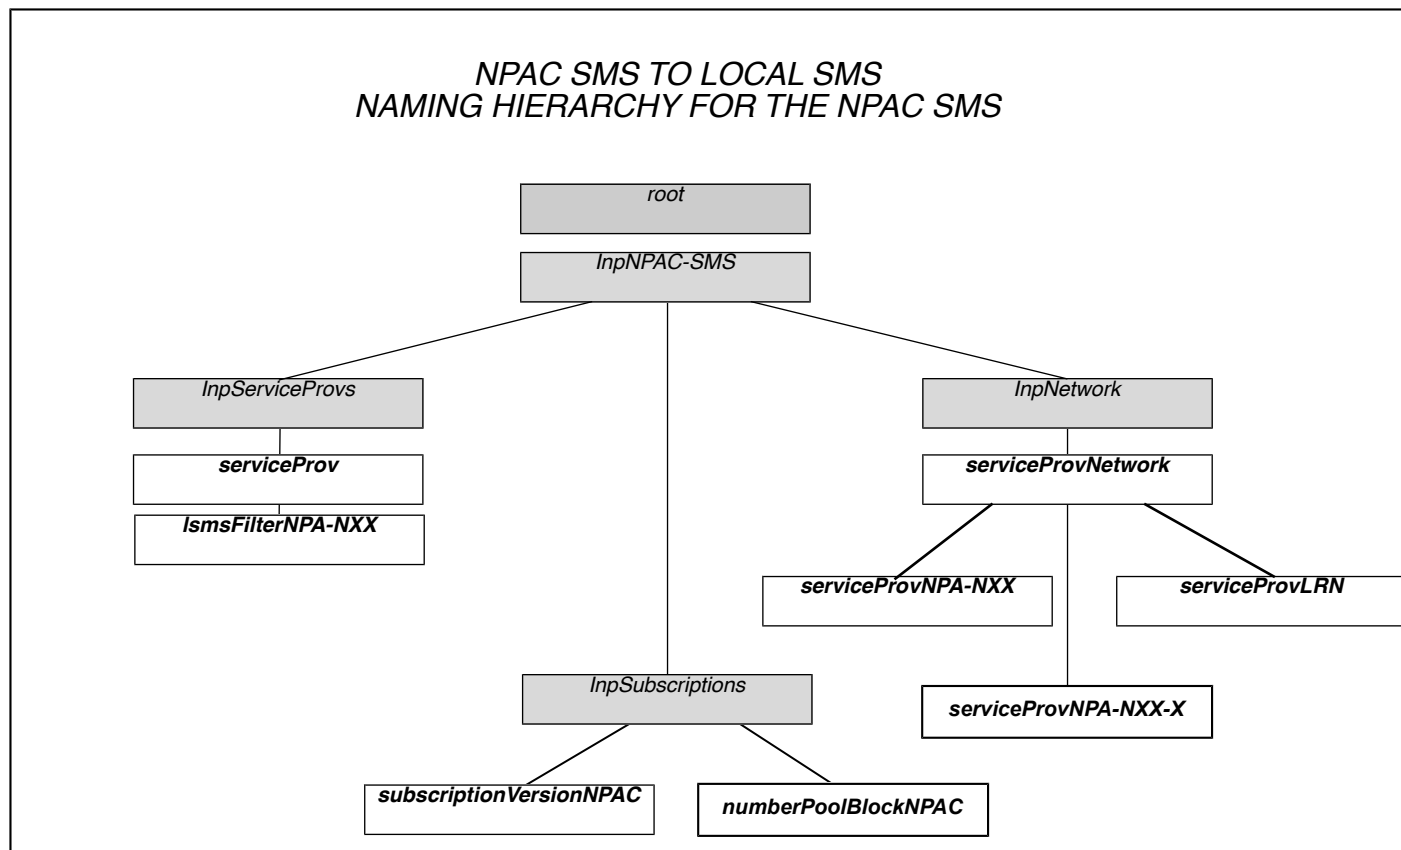 NPAC SMS TO LOCAL SMS
NAMING HIERARCHY FOR THE NPAC SMS
root
lnpNPAC-SMS
lnpServiceProvs
lnpNetwork
serviceProv
serviceProvNetwork
lsmsFilterNPA-NXX
serviceProvNPA-NXX
serviceProvLRN
lnpSubscriptions
serviceProvNPA-NXX-X
subscriptionVersionNPAC
numberPoolBlockNPAC